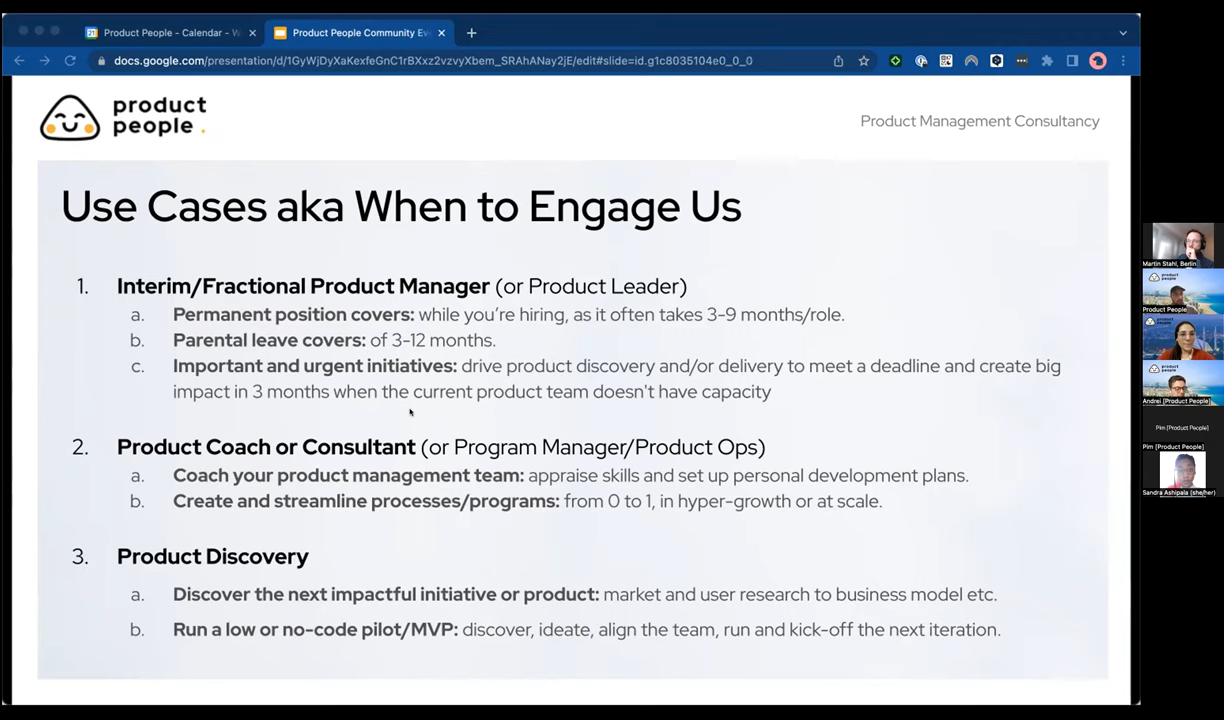 Product People - Calendar - W
Product People Community Ev
docs.google.com/presentation/d/1GyWjDyXaKexfeGnC1rBXxz2vzvyXbem_SRAhANay2jE/edit#slide=id.g1c8035104e0_0_0
product
people.
Product Management Consultancy
Use Cases aka When to Engage Us
1. Interim/Fractional Product Manager (or Product Leader)
a. Permanent position covers: while you're hiring, as it often takes 3-9 months/role.
b. Parental leave covers: of 3-12 months.
c. Important and urgent initiatives: drive product discovery and/or delivery to meet a deadline and create big
impact in 3 months when the current product team doesn't have capacity
2. Product Coach or Consultant (or Program Manager/Product Ops)
a. Coach your product management team: appraise skills and set up personal development plans.
b. Create and streamline processes/programs: from 0 to 1, in hyper-growth or at scale.
3. Product Discovery
a. Discover the next impactful initiative or product: market and user research to business model etc.
b. Run a low or no-code pilot/MVP: discover, ideate, align the team, run and kick-off the next iteration.
Martin Stahl, Berlin
product people
Product People
product people
product people
Andrei [Product People]
Pim [Product People]
Pim [Product People]
Sandra Ashipala (she/her)